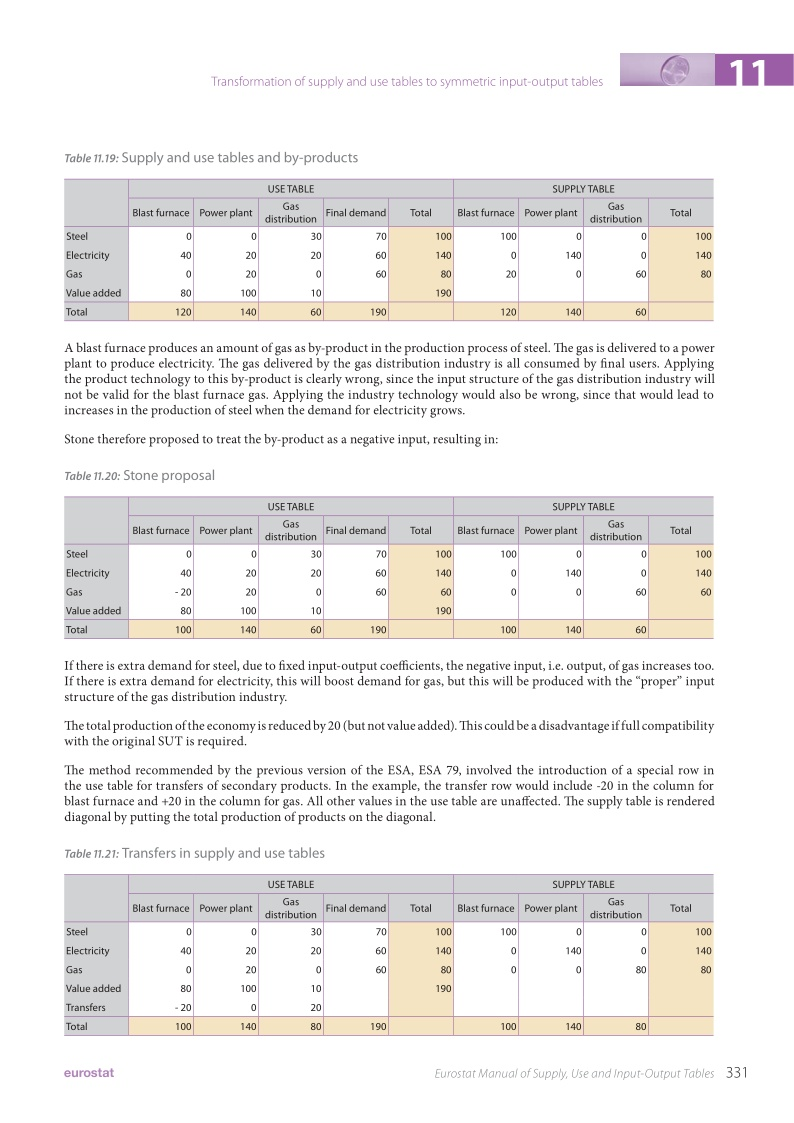 Transformation of supply and use tables to symmetric input-output tables
11
Table 11.19: Supply and use tables and by-products
USE TABLE SUPPLY TABLE
Blast furnace Power plant Gas distribution Final demand Total Blast furnace Power plant Gas distribution Total
Steel 0 0 30 70 100 100 0 0 100
Electricity 40 20 20 60 140 0 140 0 140
Gas 0 20 0 60 80 20 0 60 80
Value added 80 100 10 190
Total 120 140 60 190 120 140 60
A blast furnace produces an amount of gas as by-product in the production process of steel. The gas is delivered to a power
plant to produce electricity. The gas delivered by the gas distribution industry is all consumed by final users. Applying
the product technology to this by-product is clearly wrong, since the input structure of the gas distribution industry will
not be valid for the blast furnace gas. Applying the industry technology would also be wrong, since that would lead to
increases in the production of steel when the demand for electricity grows.
Stone therefore proposed to treat the by-product as a negative input, resulting in:
Table 11.20: Stone proposal
USE TABLE SUPPLY TABLE
Blast furnace Power plant Gas distribution Final demand Total Blast furnace Power plant Gas distribution Total
Steel 0 0 30 70 100 100 0 0 100
Electricity 40 20 20 60 140 0 140 0 140
Gas - 20 20 0 60 60 0 0 60 60
Value added 80 100 10 190
Total 100 140 60 190 100 140 60
If there is extra demand for steel, due to fixed input-output coefficients, the negative input, i.e. output, of gas increases too.
If there is extra demand for electricity, this will boost demand for gas, but this will be produced with the “proper” input
structure of the gas distribution industry.
The total production of the economy is reduced by 20 (but not value added). This could be a disadvantage if full compatibility
with the original SUT is required.
The method recommended by the previous version of the ESA, ESA 79, involved the introduction of a special row in
the use table for transfers of secondary products. In the example, the transfer row would include -20 in the column for
blast furnace and +20 in the column for gas. All other values in the use table are unaffected. The supply table is rendered
diagonal by putting the total production of products on the diagonal.
Table 11.21: Transfers in supply and use tables
USE TABLE SUPPLY TABLE
Blast furnace Power plant Gas distribution Final demand Total Blast furnace Power plant Gas distribution Total
Steel 0 0 30 70 100 100 0 0 100
Electricity 40 20 20 60 140 0 140 0 140
Gas 0 20 0 60 80 0 0 80 80
Value added 80 100 10 190
Transfers - 20 0 20
Total 100 140 80 190 100 140 80
eurostat Eurostat Manual of Supply, Use and Input-Output Tables 331